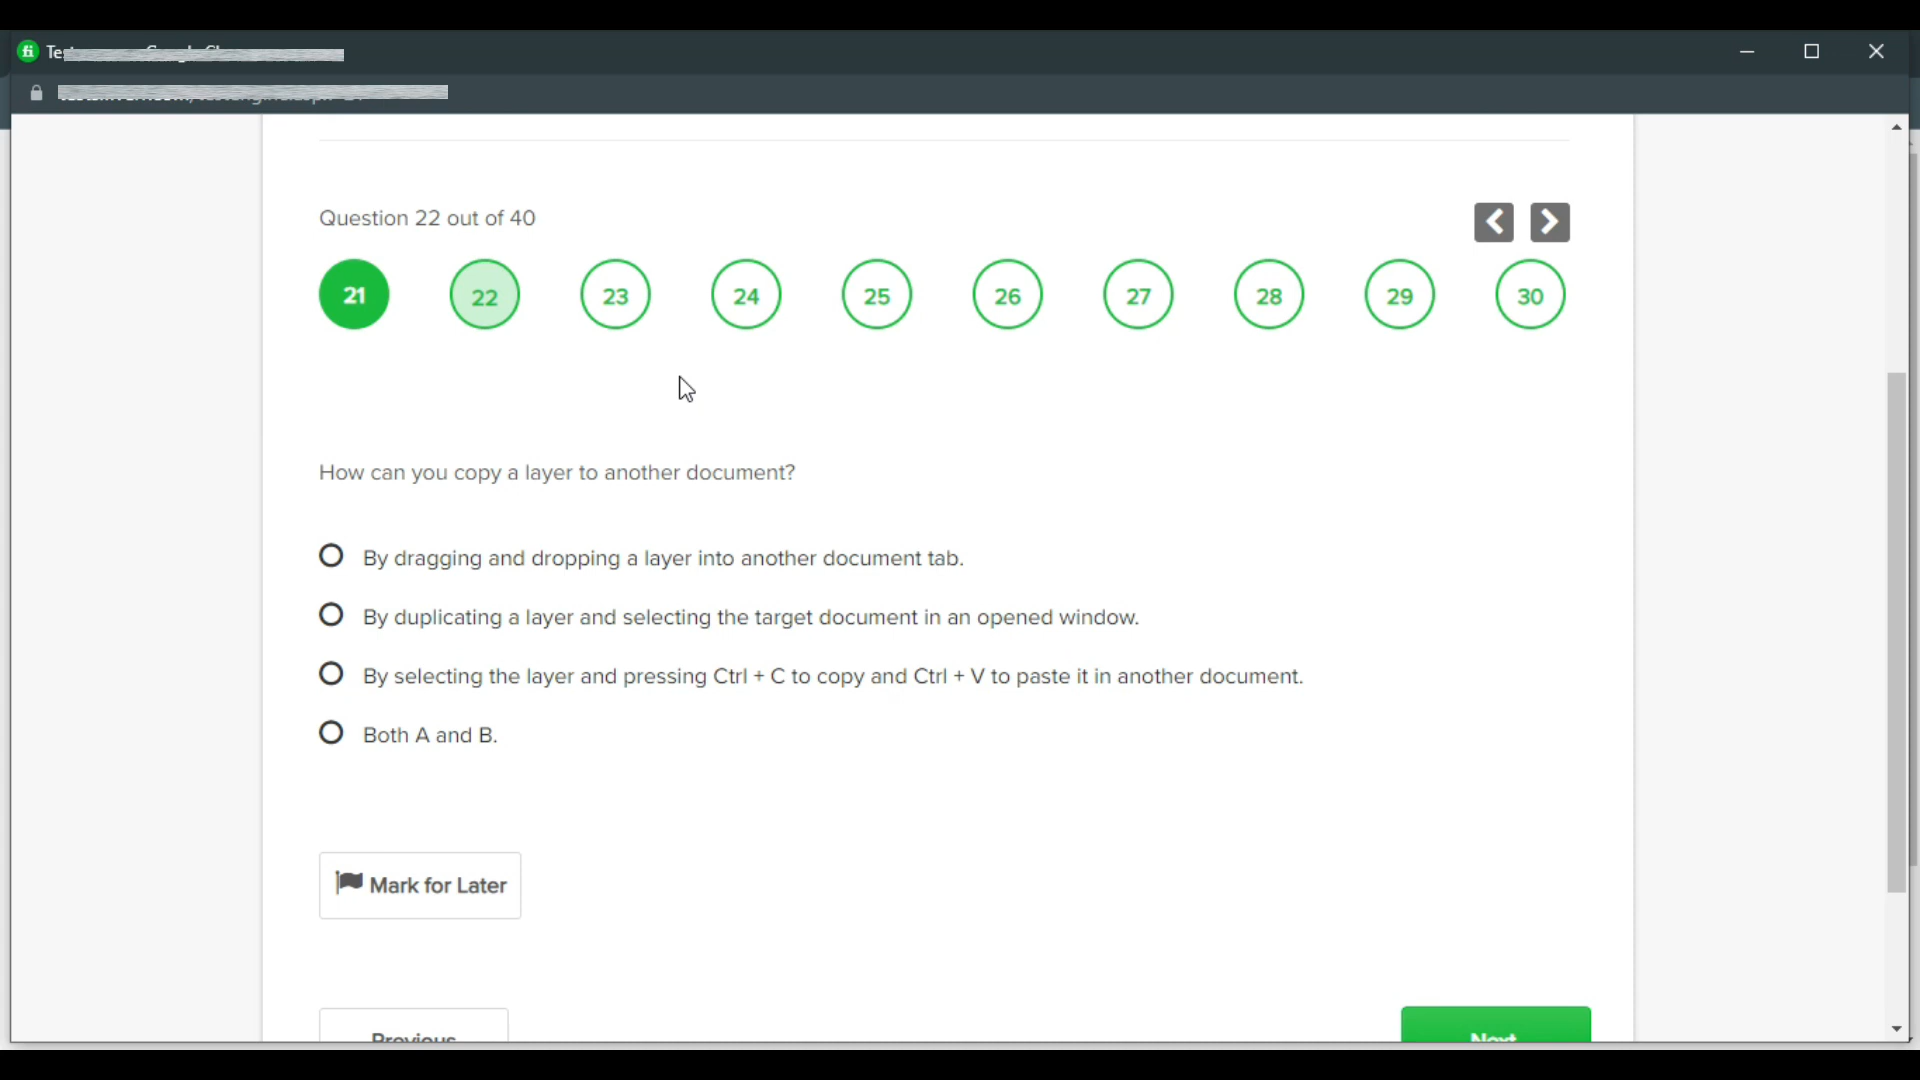 fi
Question 22 out of 40
21 22 23 24 25 26 27 28 29 30
How can you copy a layer to another document?
By dragging and dropping a layer into another document tab.
By duplicating a layer and selecting the target document in an opened window.
By selecting the layer and pressing Ctrl + C to copy and Ctrl + V to paste it in another document.
Both A and B.
Mark for Later
Previous
Next